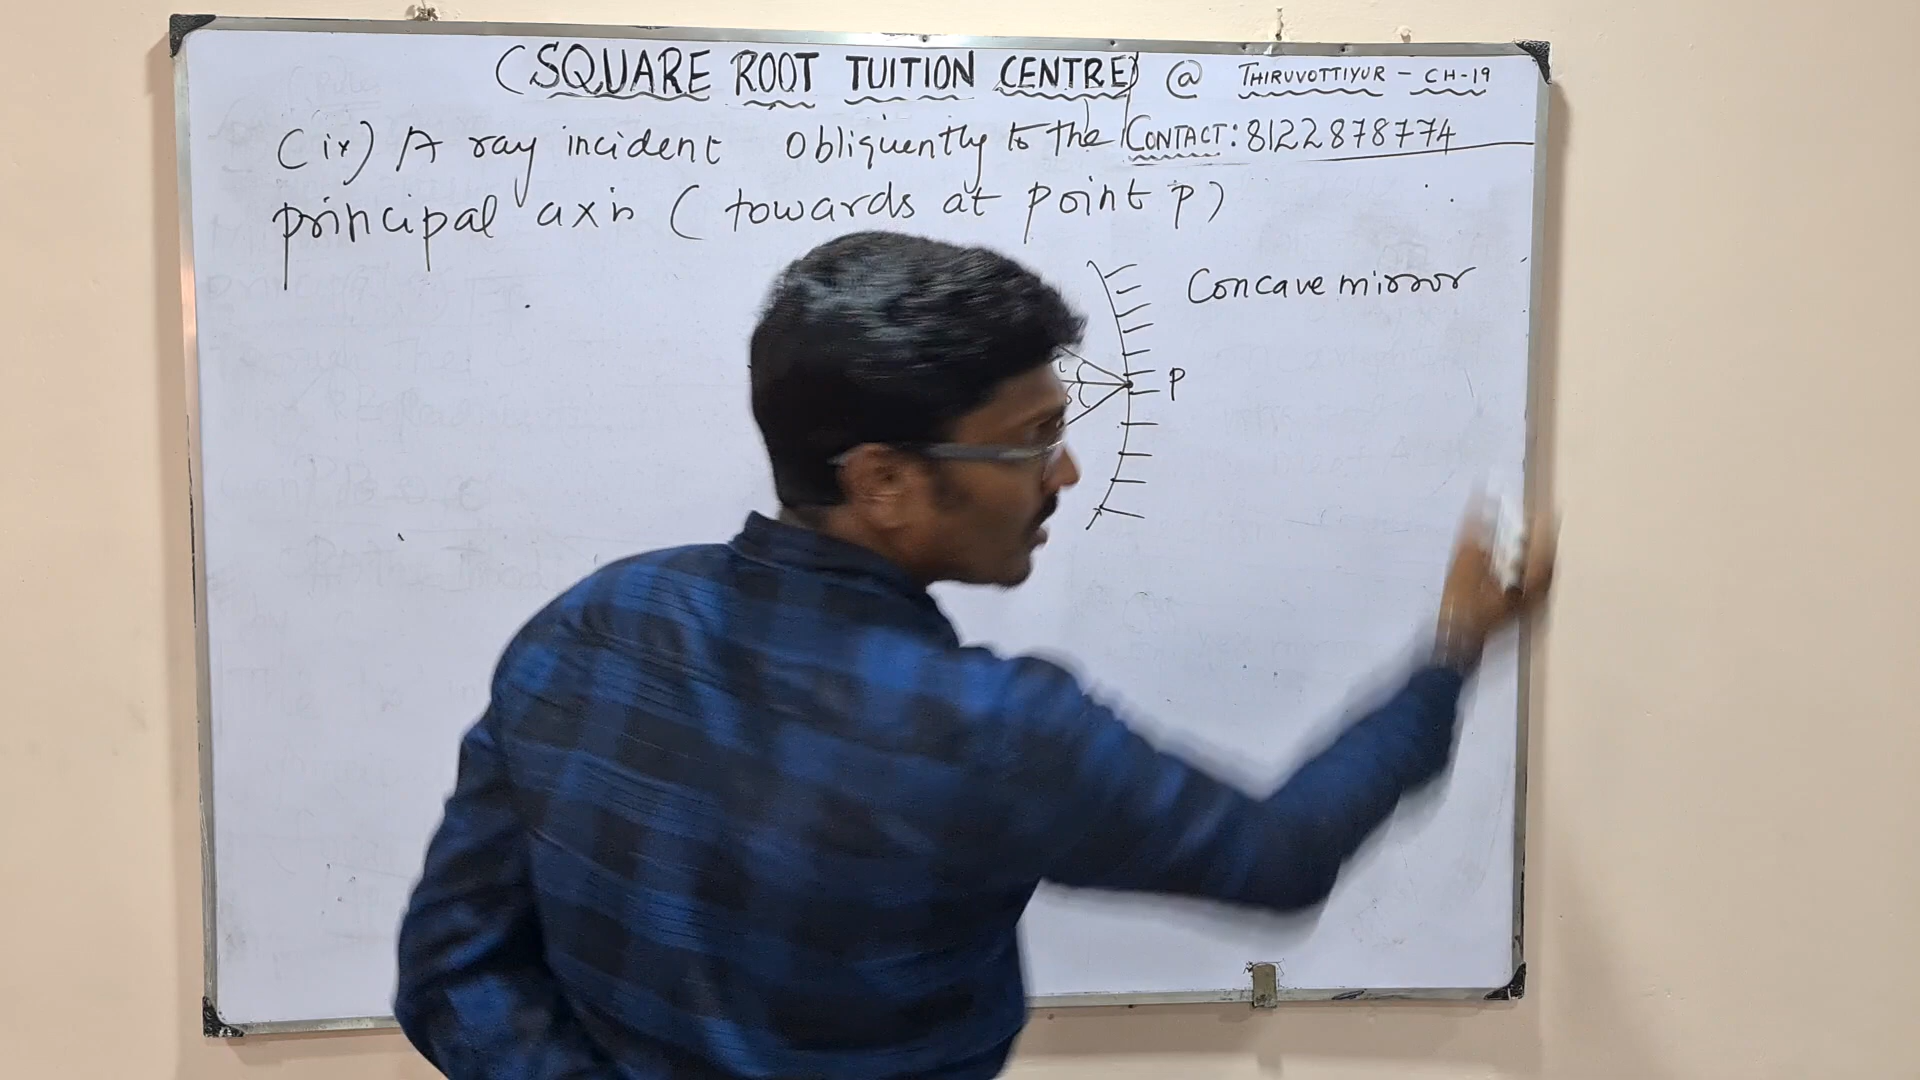 (SQUARE ROOT TUITION CENTRE) @ THIRUVOTTIYUR - CH-19
(iv) A ray incident Obliquently to the CONTACT: 8122878774
principal axis (towards at point P)
Concave mirror
i
P